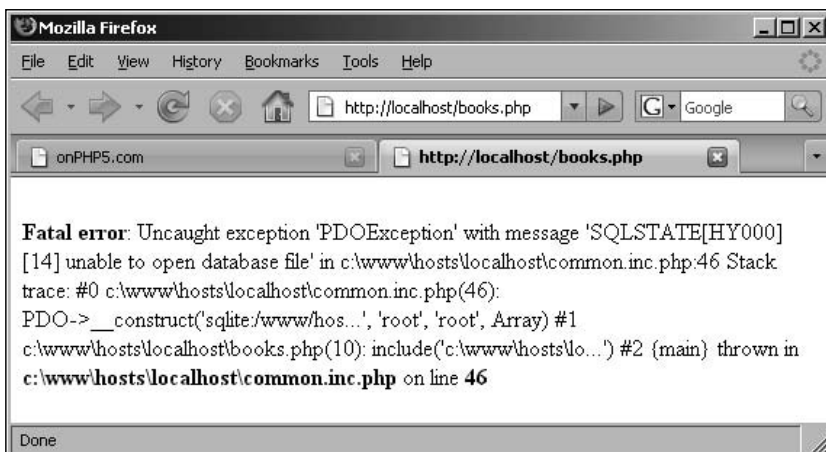 Mozilla Firefox
File Edit View History Bookmarks Tools Help
http://localhost/books.php
G Google
onPHP5.com
http://localhost/books.php
Fatal error: Uncaught exception 'PDOException' with message 'SQLSTATE[HY000]
[14] unable to open database file' in c:\www\hosts\localhost\common.inc.php:46 Stack
trace: #0 c:\www\hosts\localhost\common.inc.php(46):
PDO->__construct('sqlite:/www/hos...', 'root', 'root', Array) #1
c:\www\hosts\localhost\books.php(10): include('c:\www\hosts\lo...') #2 {main} thrown in
c:\www\hosts\localhost\common.inc.php on line 46
Done